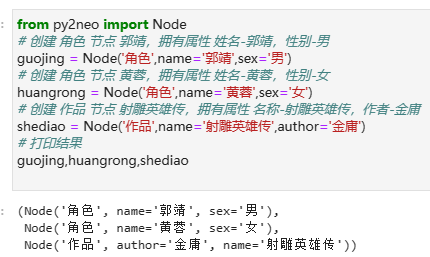 :
from py2neo import Node
# 创建 角色 节点 郭靖，拥有属性 姓名-郭靖，性别-男
guojing = Node('角色',name='郭靖',sex='男')
# 创建 角色 节点 黄蓉，拥有属性 姓名-黄蓉，性别-女
huangrong = Node('角色',name='黄蓉',sex='女')
# 创建 作品 节点 射雕英雄传，拥有属性 名称-射雕英雄传，作者-金庸
shediao = Node('作品',name='射雕英雄传',author='金庸')
# 打印结果
guojing,huangrong,shediao
:
(Node('角色', name='郭靖', sex='男'),
Node('角色', name='黄蓉', sex='女'),
Node('作品', author='金庸', name='射雕英雄传'))